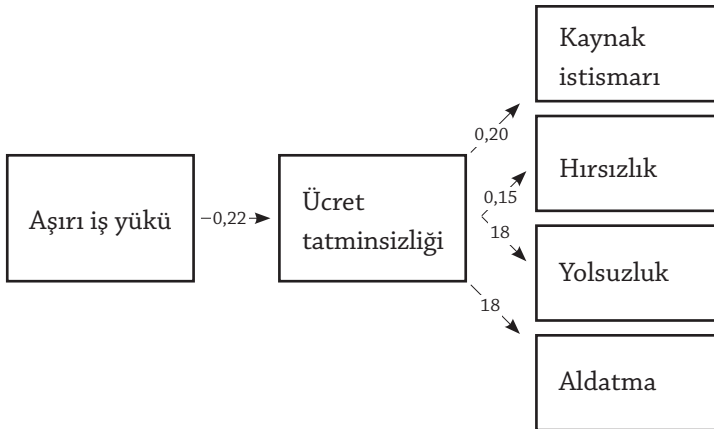 Kaynak
istismarı
0,20
Hırsızlık
0,15
Aşırı iş yükü
−0,22
Ücret
tatminsizliği
18
Yolsuzluk
18
Aldatma